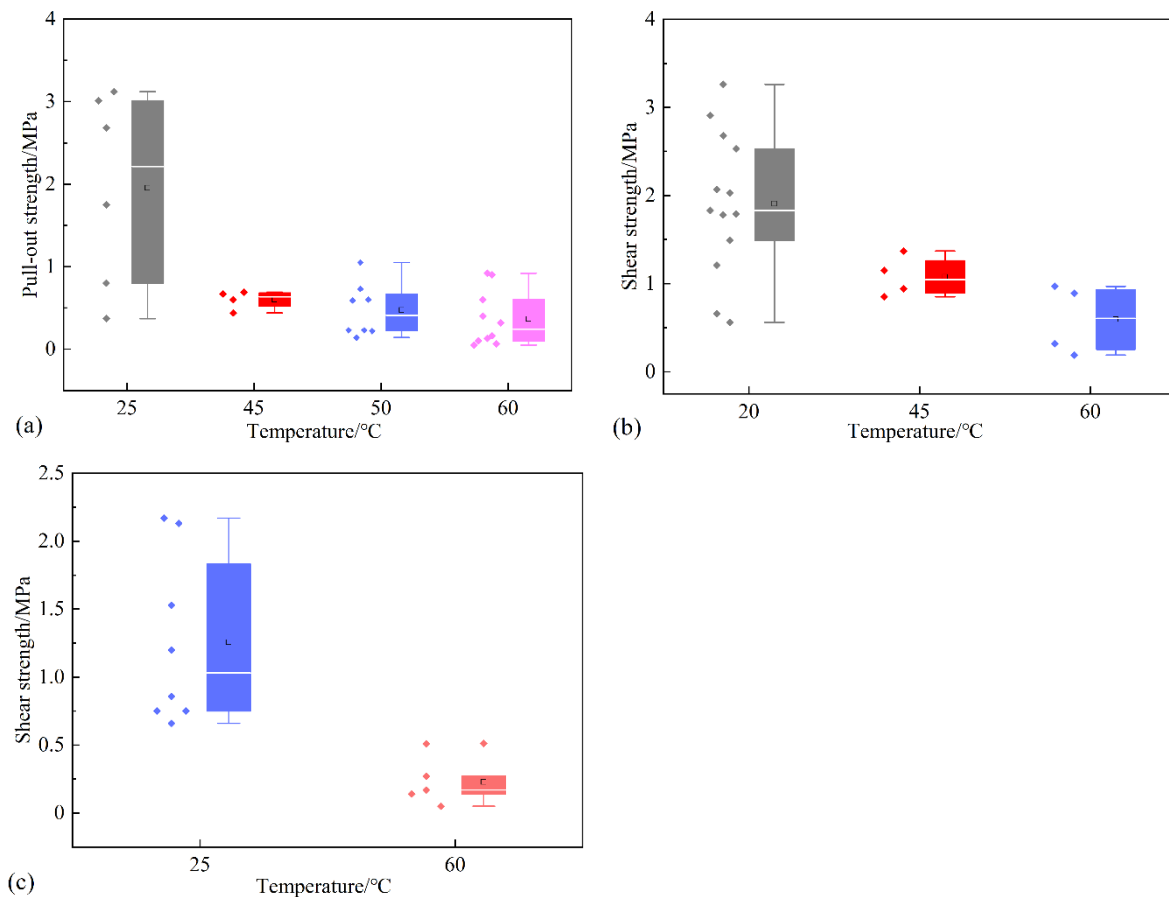 4
3
2
1
0
Pull-out strength/MPa
25 45 50 60
Temperature/°C
(a)
4
3
2
1
0
Shear strength/MPa
20 45 60
Temperature/°C
(b)
2.5
2.0
1.5
1.0
0.5
0
Shear strength/MPa
25 60
Temperature/°C
(c)